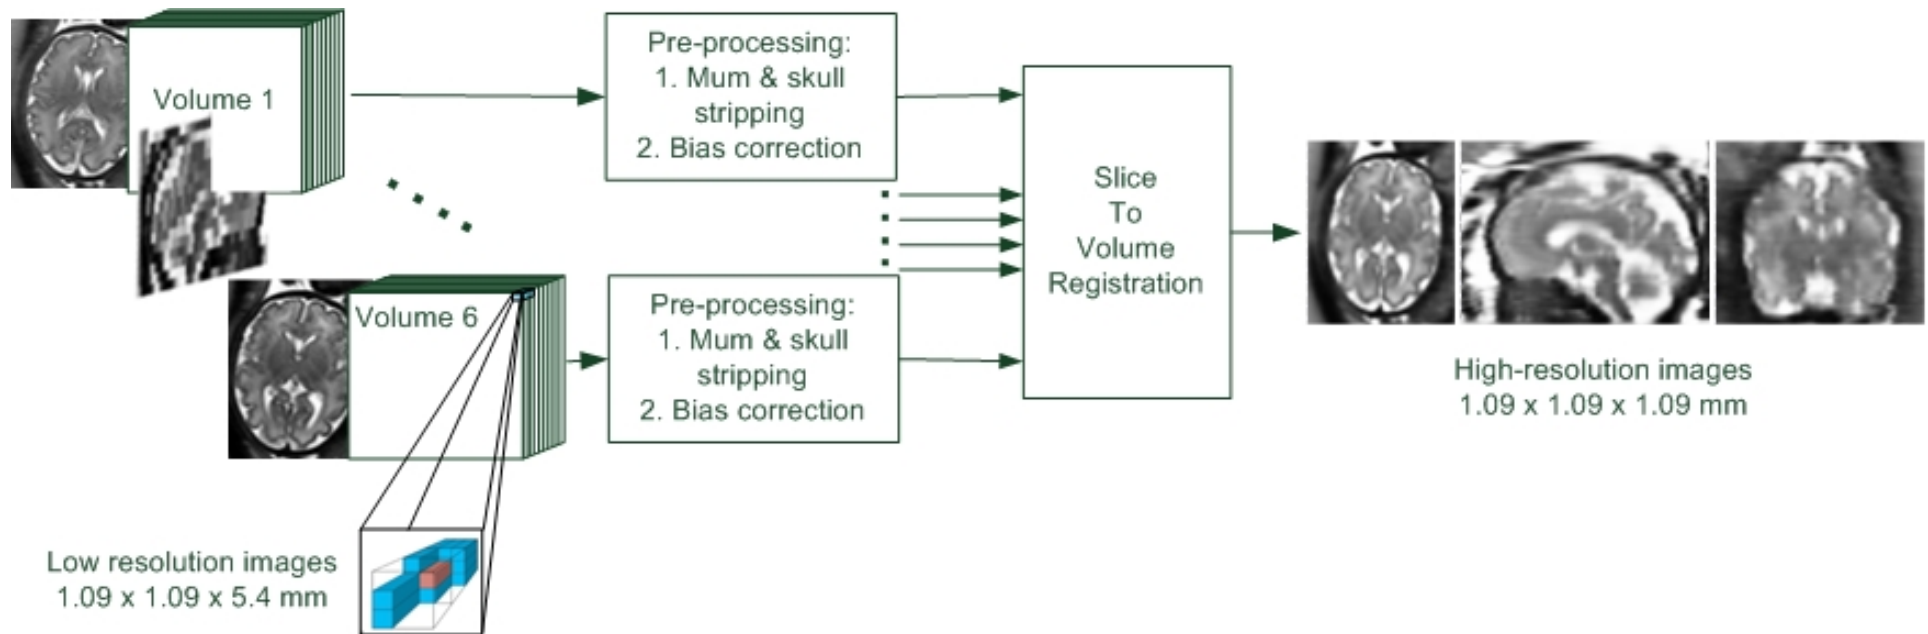 Volume 1
Pre-processing:
1. Mum & skull
stripping
2. Bias correction
Volume 6
Pre-processing:
1. Mum & skull
stripping
2. Bias correction
Slice
To
Volume
Registration
High-resolution images
1.09 x 1.09 x 1.09 mm
Low resolution images
1.09 x 1.09 x 5.4 mm